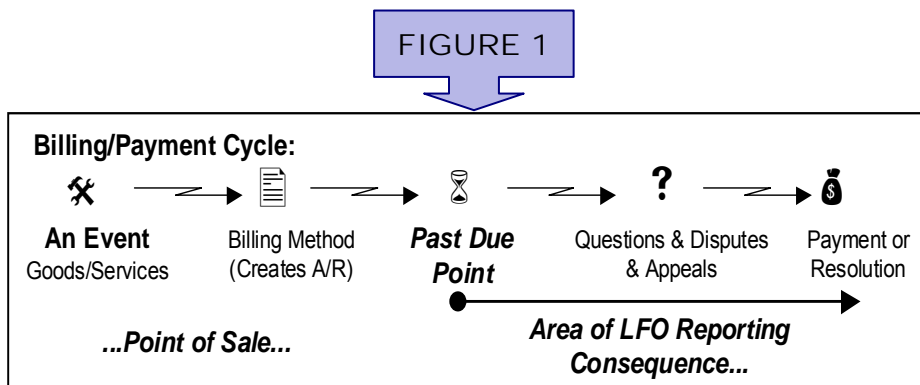 FIGURE 1
Billing/Payment Cycle:
?
$
An Event
Goods/Services
Billing Method
(Creates A/R)
Past Due
Point
Questions & Disputes
& Appeals
Payment or
Resolution
...Point of Sale...
Area of LFO Reporting
Consequence...